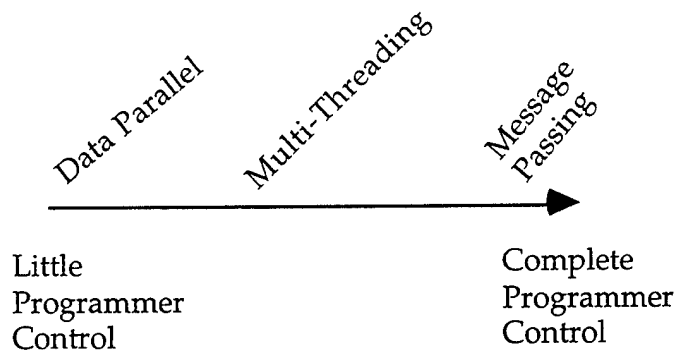 Data Parallel
Multi-Threading
Message
Passing
Little
Programmer
Control
Complete
Programmer
Control